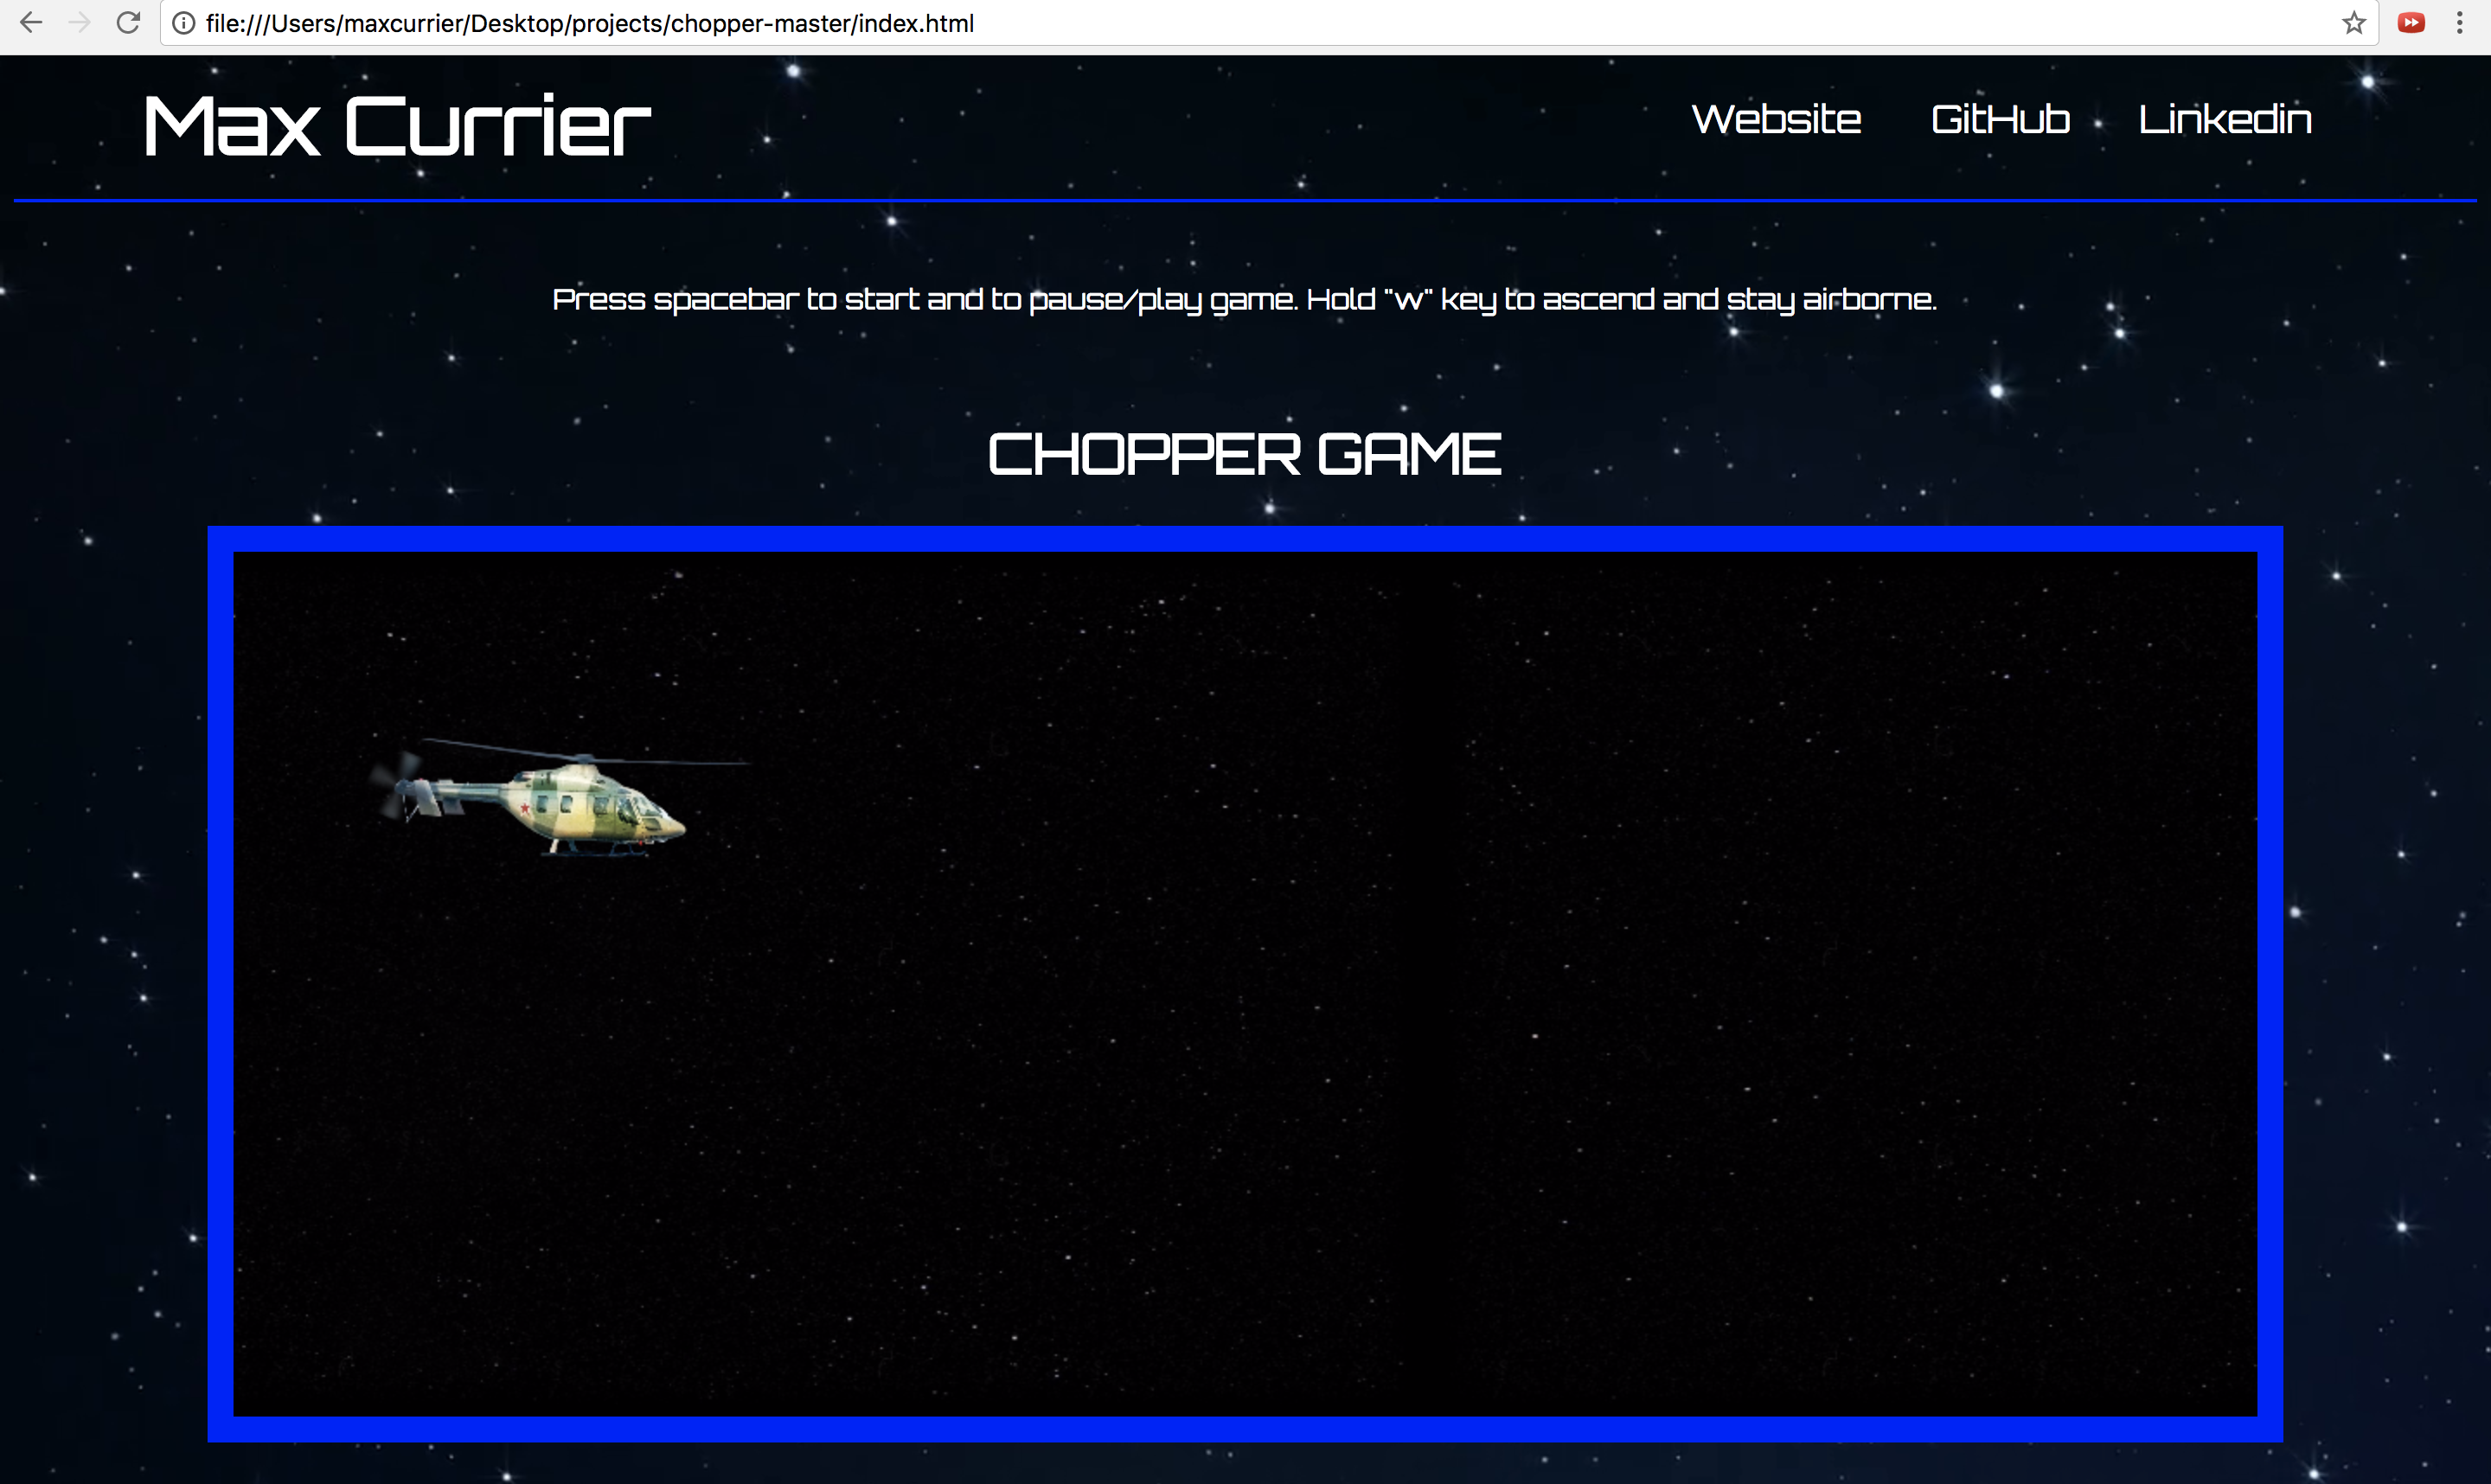 file:///Users/maxcurrier/Desktop/projects/chopper-master/index.html
Max Currier
Website GitHub Linkedin
Press spacebar to start and to pause/play game. Hold "w" key to ascend and stay airborne.
CHOPPER GAME